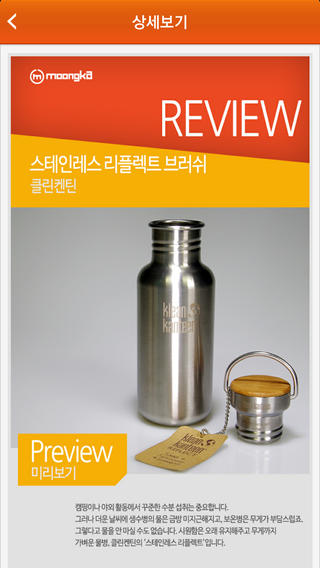 상세보기
moongka
REVIEW
스테인레스 리플렉트 브러쉬
클린켄틴
klean
kanteen
klean
kanteen
Preview
미리보기
캠핑이나 야외 활동에서 꾸준한 수분 섭취는 중요합니다.
그러나 더운 날씨에 생수병의 물은 금방 미지근해지고, 보온병은 무게가 부담스럽죠.
그렇다고 물을 안 마실 수도 없습니다. 시원함은 오래 유지해주고 무게까지
가벼운 물병, 클린켄틴의 '스테인레스 리플렉트'입니다.